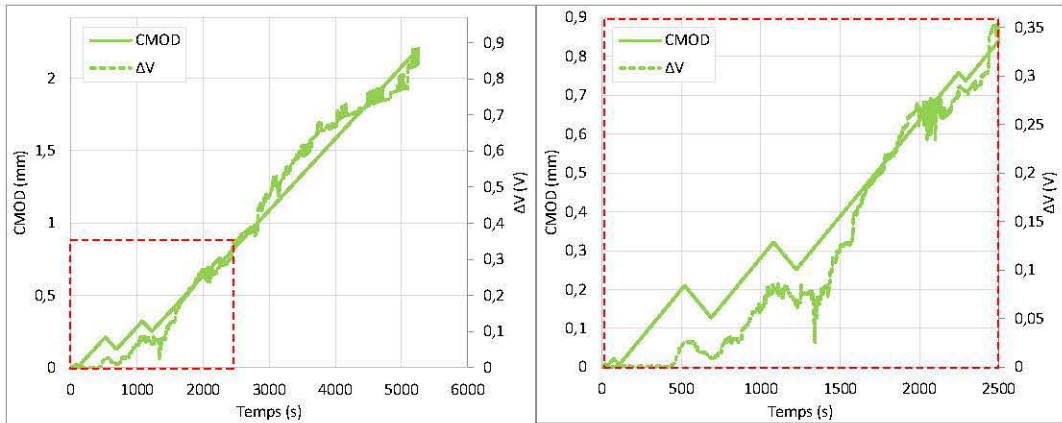 CMOD
ΔV
CMOD (mm)
2
1,5
1
0,5
0
0,9
0,8
0,7
0,6
0,5
0,4
0,3
0,2
0,1
0
ΔV (V)
0 1000 2000 3000 4000 5000 6000
Temps (s)
CMOD
ΔV
CMOD (mm)
0,9
0,8
0,7
0,6
0,5
0,4
0,3
0,2
0,1
0
0,35
0,3
0,25
0,2
0,15
0,1
0,05
0
ΔV (V)
0 500 1000 1500 2000 2500
Temps (s)